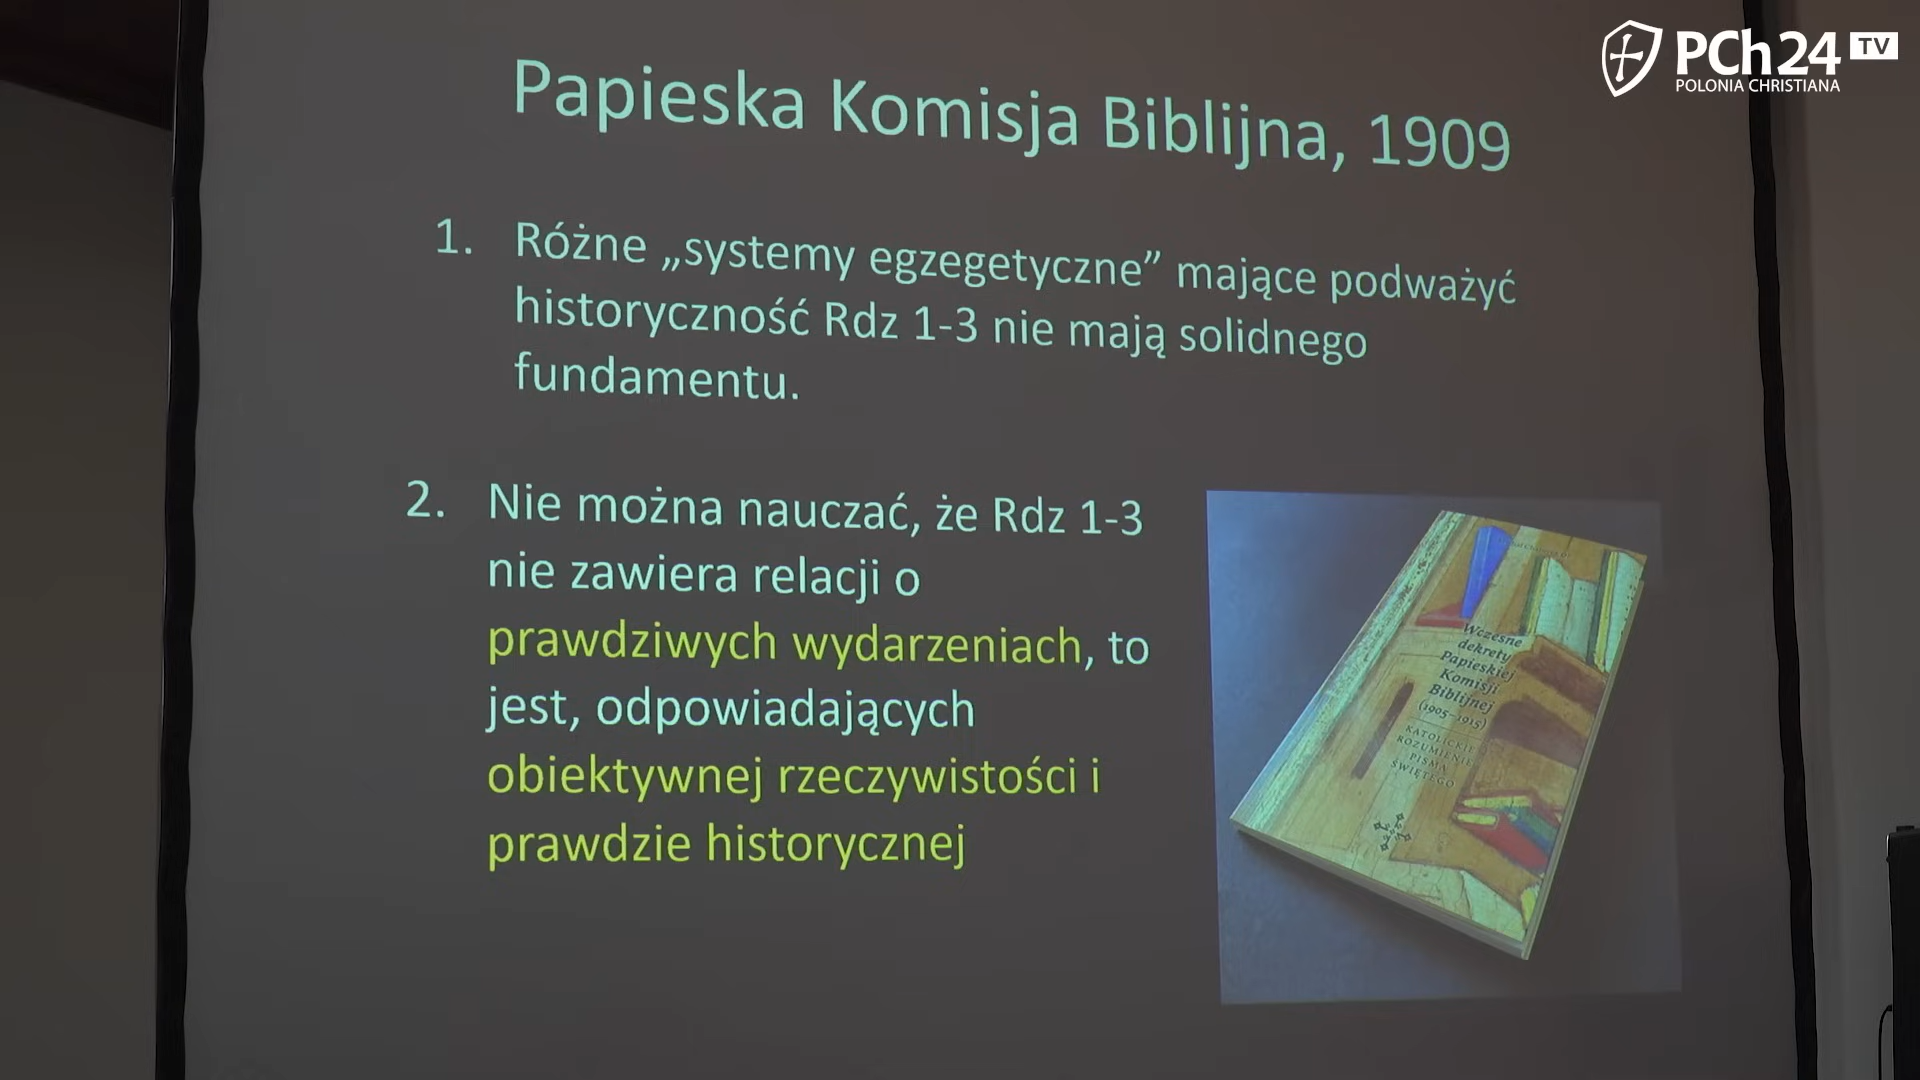 PCh24 TV
POLONIA CHRISTIANA
Papieska Komisja Biblijna, 1909
1. Różne „systemy egzegetyczne” mające podważyć
historyczność Rdz 1-3 nie mają solidnego
fundamentu.
2. Nie można nauczać, że Rdz 1-3
nie zawiera relacji o
prawdziwych wydarzeniach, to
jest, odpowiadających
obiektywnej rzeczywistości i
prawdzie historycznej
Wczesne
dekrety
Papieskiej
Komisji
Biblijnej
(1905–1915)
KATOLICKIE
ROZUMIENIE
PISMA
ŚWIĘTEGO